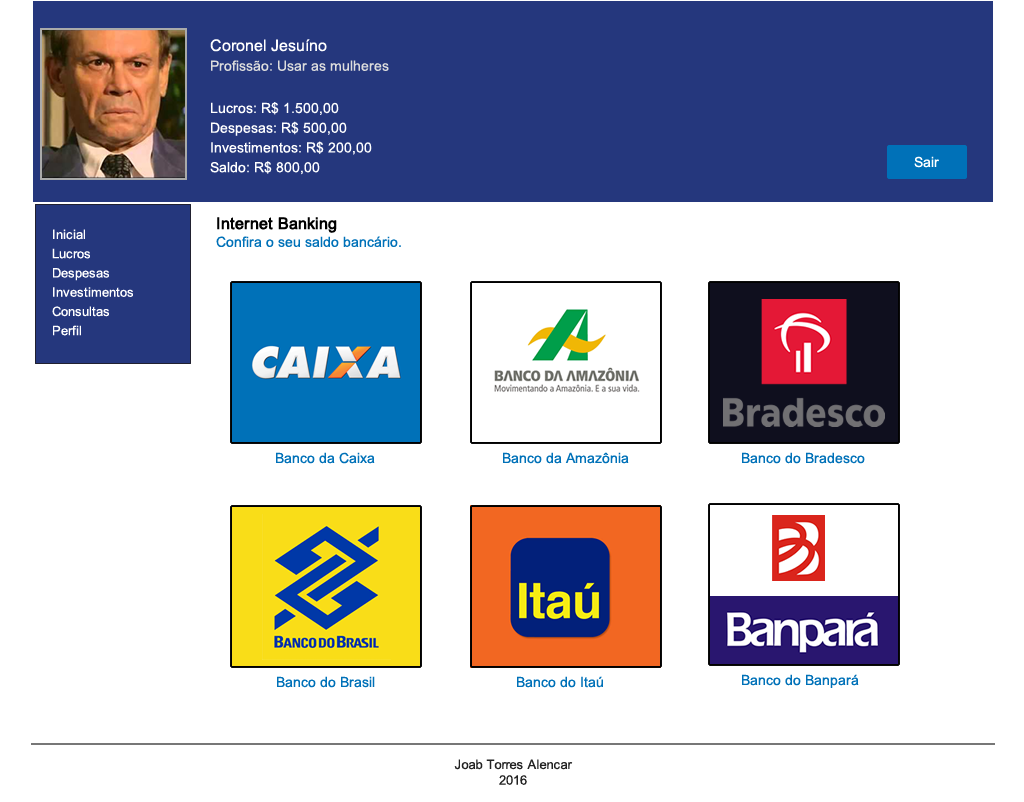 Coronel Jesuíno
Profissão: Usar as mulheres
Lucros: R$ 1.500,00
Despesas: R$ 500,00
Investimentos: R$ 200,00
Saldo: R$ 800,00
Sair
Inicial
Lucros
Despesas
Investimentos
Consultas
Perfil
Internet Banking
Confira o seu saldo bancário.
CAIXA
BANCO DA AMAZÔNIA
Movimentando a Amazônia. E a sua vida.
Bradesco
Banco da Caixa
Banco da Amazônia
Banco do Bradesco
BANCO DO BRASIL
Itaú
Banpará
Banco do Brasil
Banco do Itaú
Banco do Banpará
Joab Torres Alencar
2016